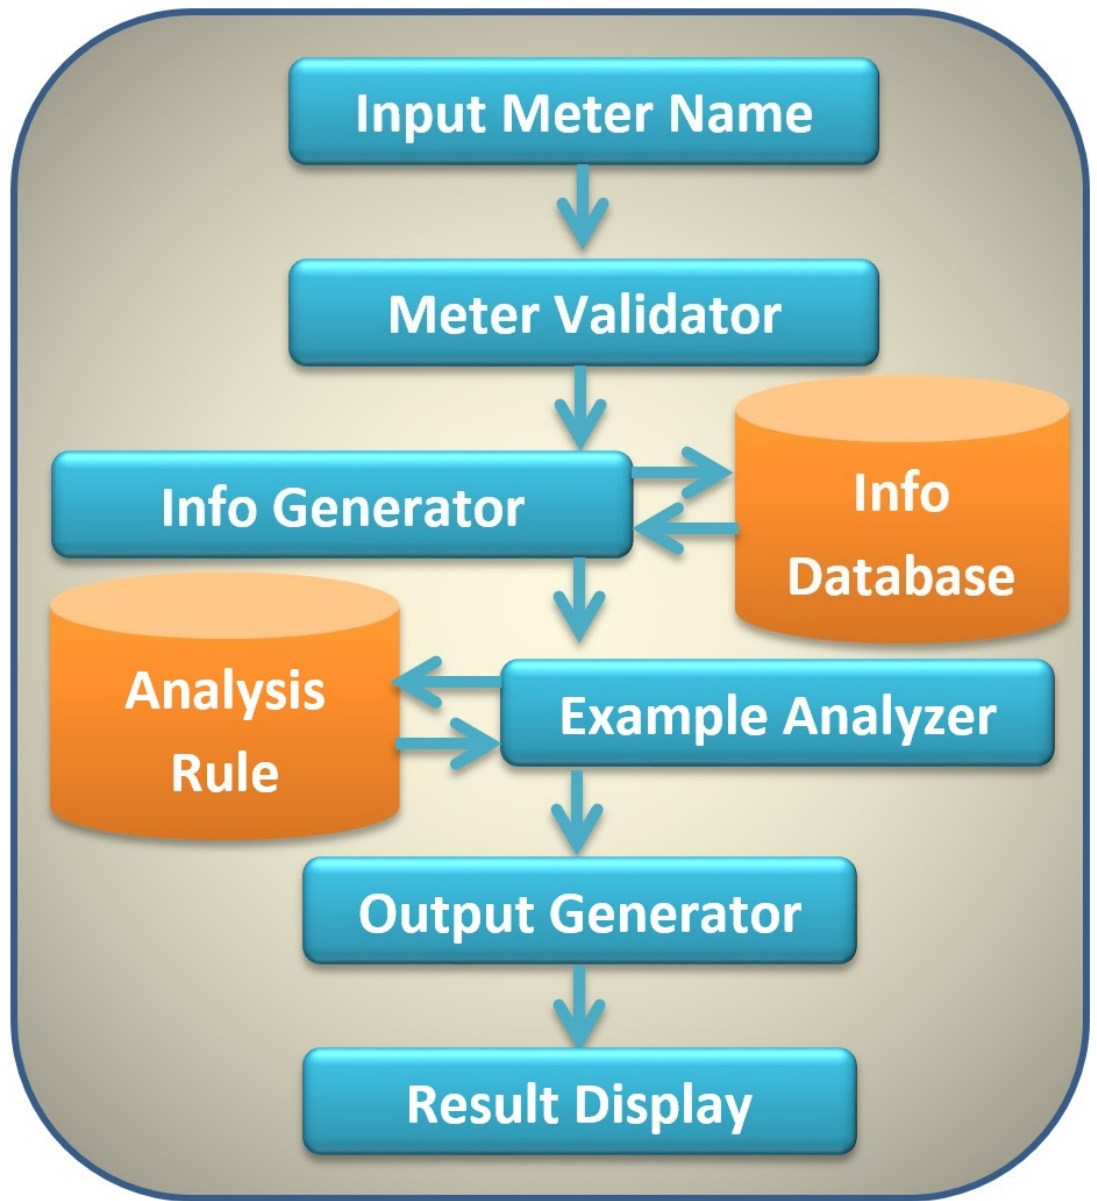 Input Meter Name
Meter Validator
Info Generator
Info
Database
Analysis
Rule
Example Analyzer
Output Generator
Result Display